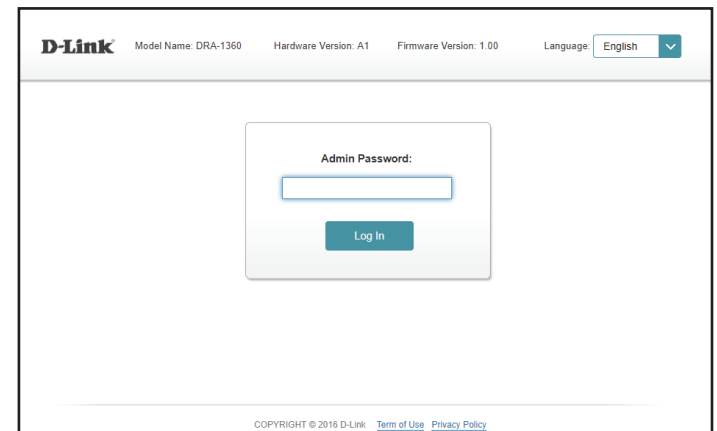 D-Link Model Name: DRA-1360 Hardware Version: A1 Firmware Version: 1.00 Language: English
Admin Password:
Log In
COPYRIGHT © 2016 D-Link Term of Use Privacy Policy